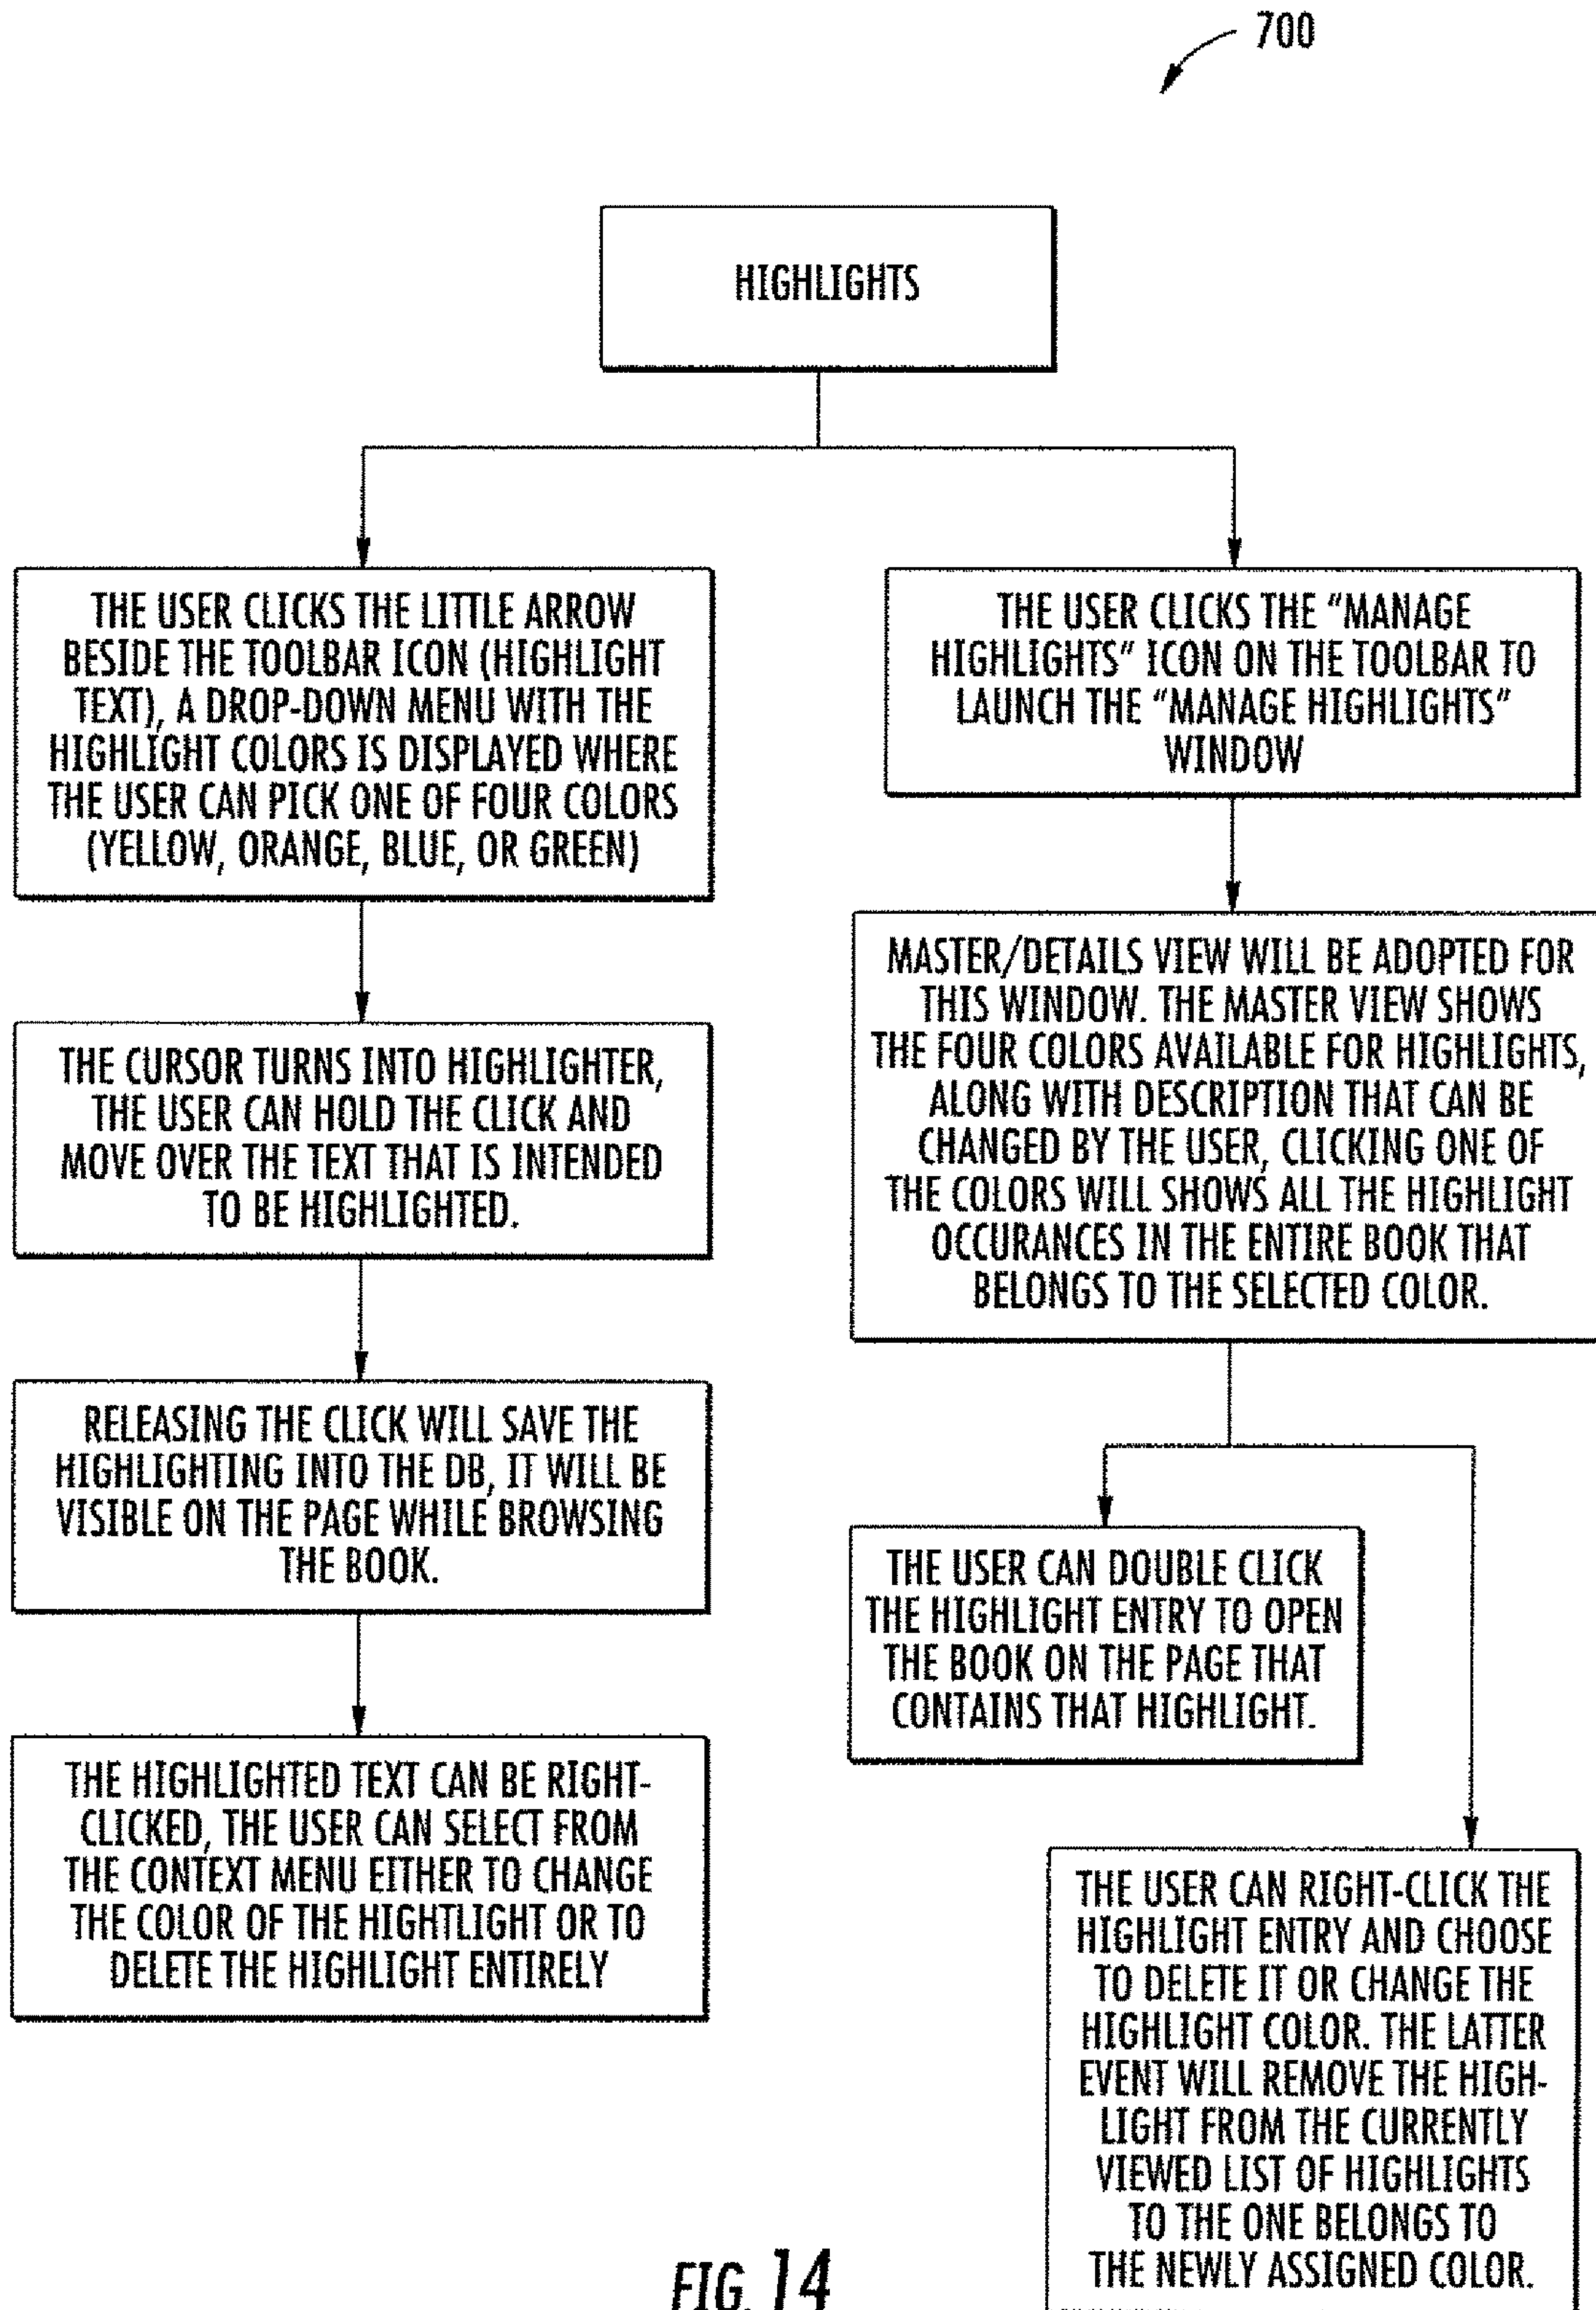 700
HIGHLIGHTS
THE USER CLICKS THE LITTLE ARROW
BESIDE THE TOOLBAR ICON (HIGHLIGHT
TEXT), A DROP-DOWN MENU WITH THE
HIGHLIGHT COLORS IS DISPLAYED WHERE
THE USER CAN PICK ONE OF FOUR COLORS
(YELLOW, ORANGE, BLUE, OR GREEN)
THE CURSOR TURNS INTO HIGHLIGHTER,
THE USER CAN HOLD THE CLICK AND
MOVE OVER THE TEXT THAT IS INTENDED
TO BE HIGHLIGHTED.
RELEASING THE CLICK WILL SAVE THE
HIGHLIGHTING INTO THE DB, IT WILL BE
VISIBLE ON THE PAGE WHILE BROWSING
THE BOOK.
THE HIGHLIGHTED TEXT CAN BE RIGHT-
CLICKED, THE USER CAN SELECT FROM
THE CONTEXT MENU EITHER TO CHANGE
THE COLOR OF THE HIGHTLIGHT OR TO
DELETE THE HIGHLIGHT ENTIRELY
THE USER CLICKS THE “MANAGE
HIGHLIGHTS” ICON ON THE TOOLBAR TO
LAUNCH THE “MANAGE HIGHLIGHTS”
WINDOW
MASTER/DETAILS VIEW WILL BE ADOPTED FOR
THIS WINDOW. THE MASTER VIEW SHOWS
THE FOUR COLORS AVAILABLE FOR HIGHLIGHTS,
ALONG WITH DESCRIPTION THAT CAN BE
CHANGED BY THE USER, CLICKING ONE OF
THE COLORS WILL SHOWS ALL THE HIGHLIGHT
OCCURANCES IN THE ENTIRE BOOK THAT
BELONGS TO THE SELECTED COLOR.
THE USER CAN DOUBLE CLICK
THE HIGHLIGHT ENTRY TO OPEN
THE BOOK ON THE PAGE THAT
CONTAINS THAT HIGHLIGHT.
THE USER CAN RIGHT-CLICK THE
HIGHLIGHT ENTRY AND CHOOSE
TO DELETE IT OR CHANGE THE
HIGHLIGHT COLOR. THE LATTER
EVENT WILL REMOVE THE HIGH-
LIGHT FROM THE CURRENTLY
VIEWED LIST OF HIGHLIGHTS
TO THE ONE BELONGS TO
THE NEWLY ASSIGNED COLOR.
FIG. 14